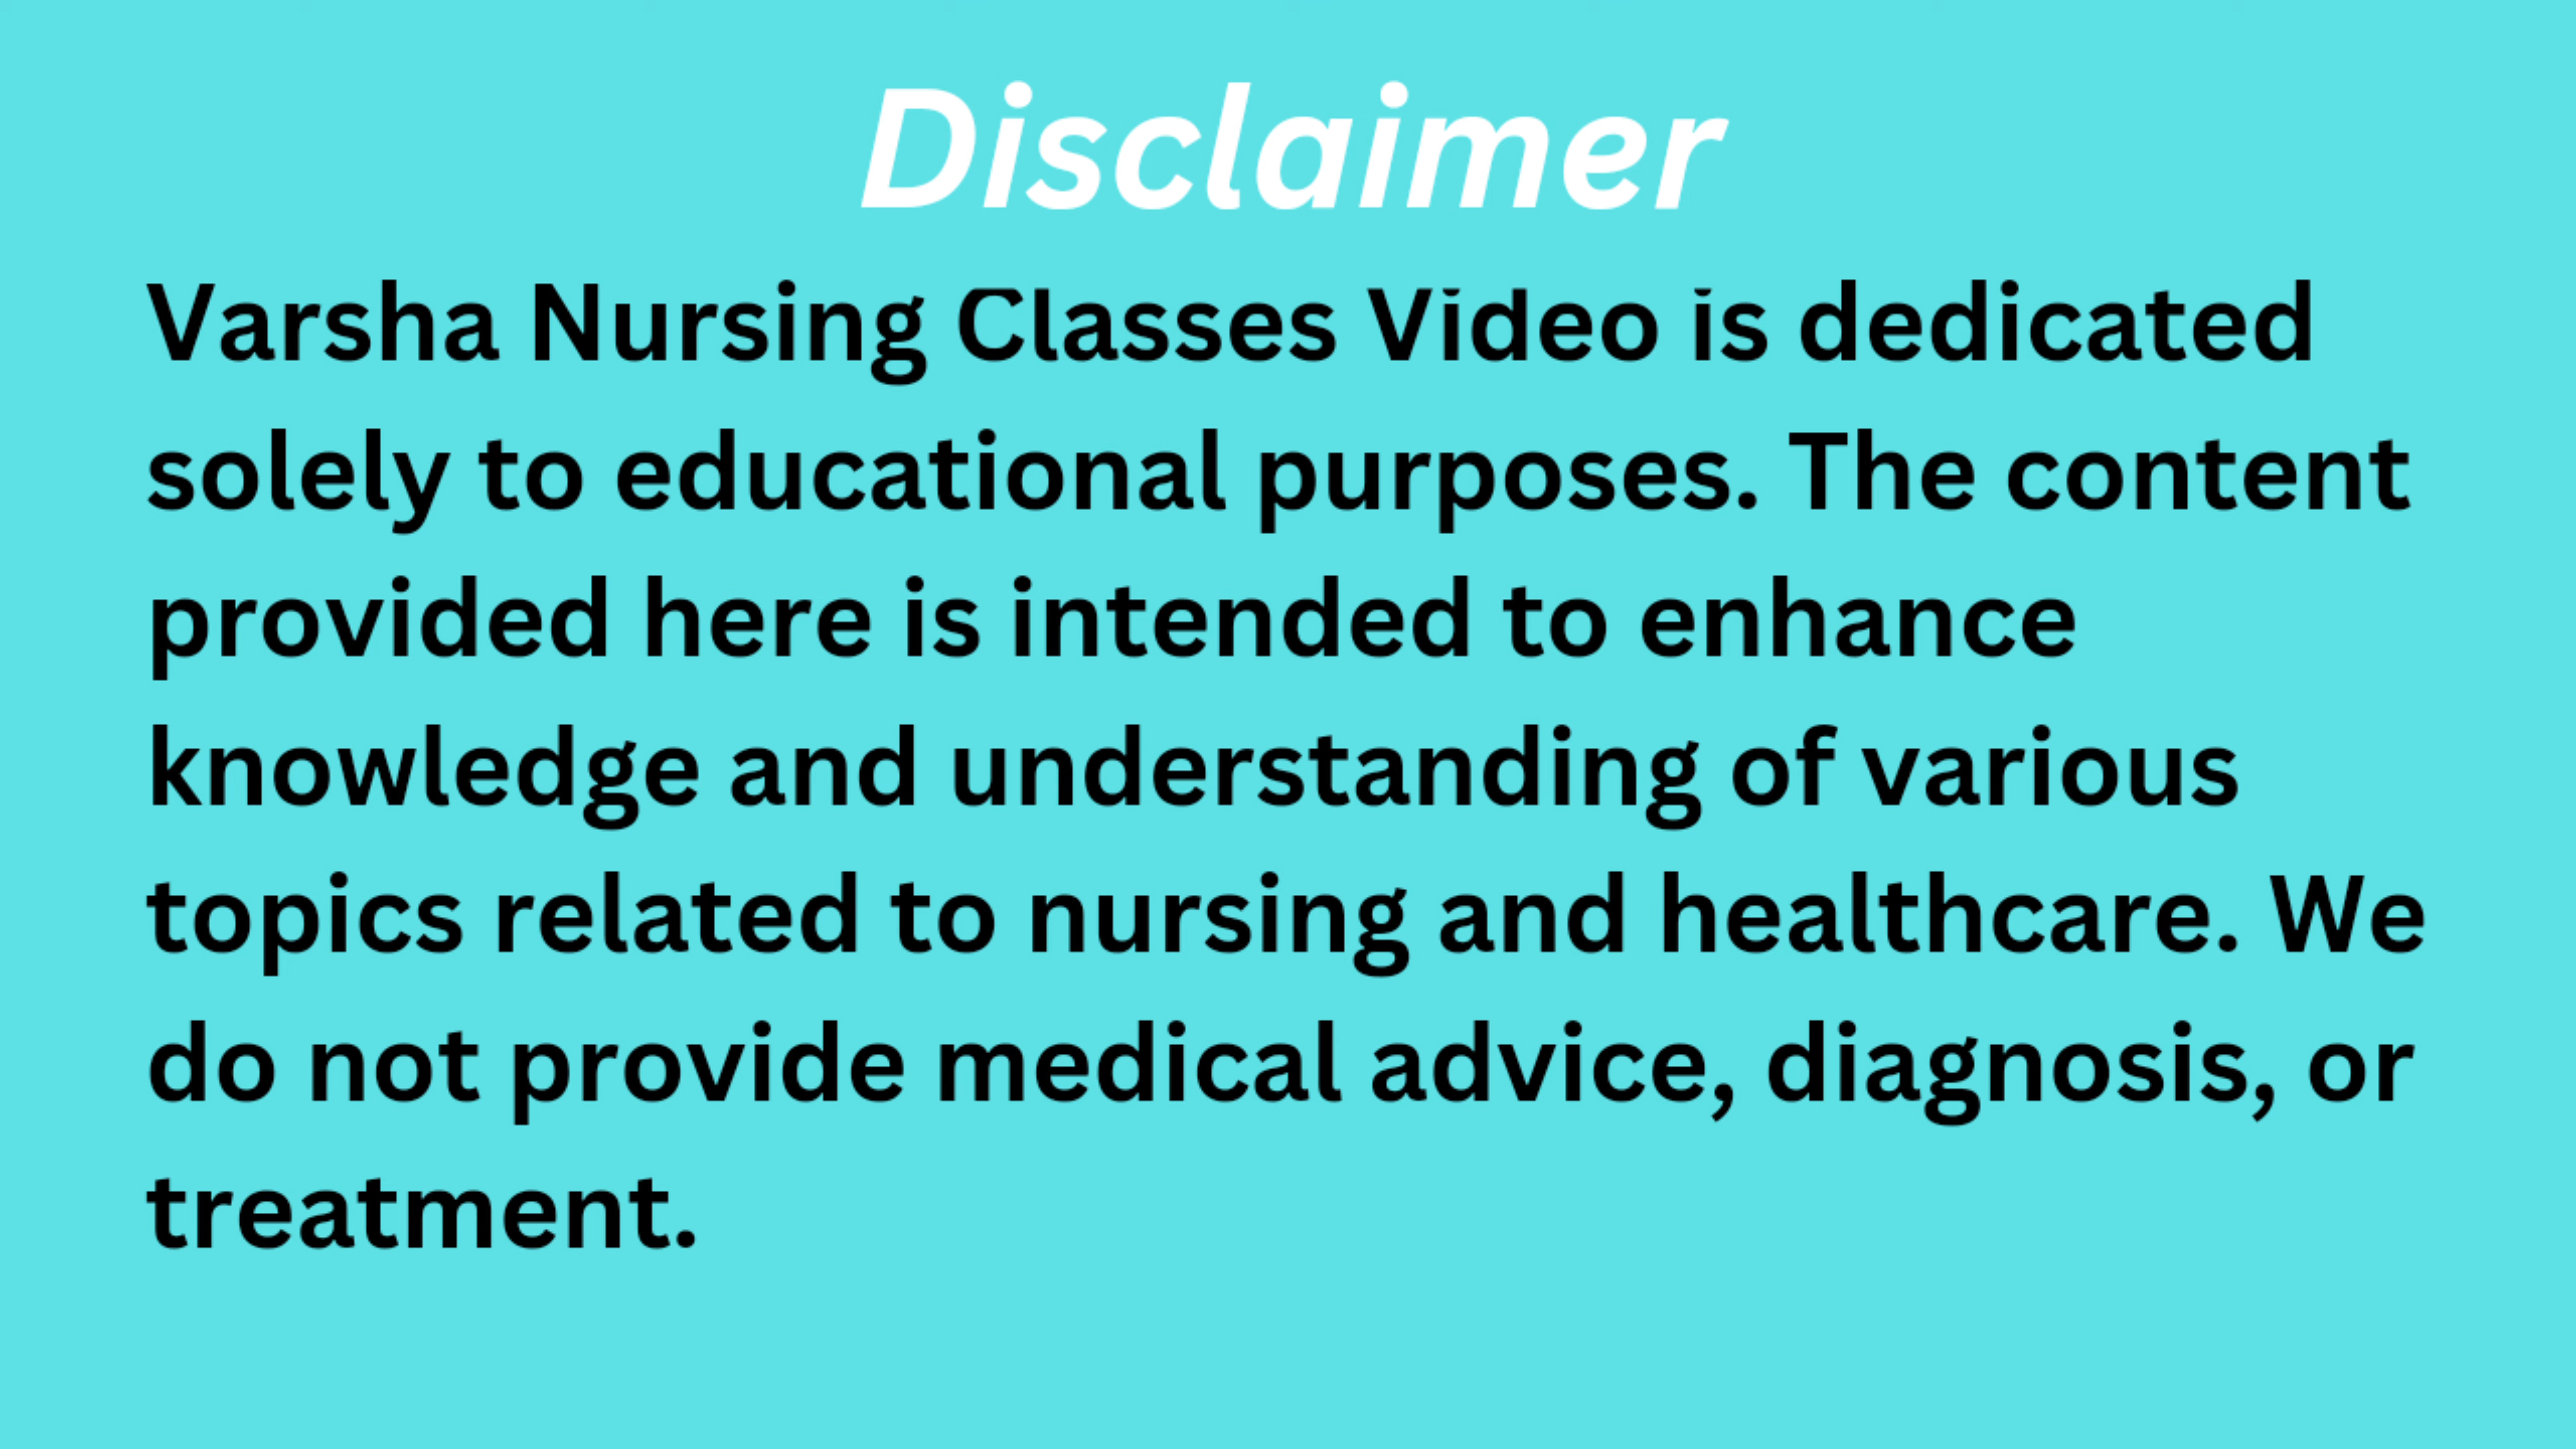 Disclaimer
Varsha Nursing Classes Video is dedicated
solely to educational purposes. The content
provided here is intended to enhance
knowledge and understanding of various
topics related to nursing and healthcare. We
do not provide medical advice, diagnosis, or
treatment.